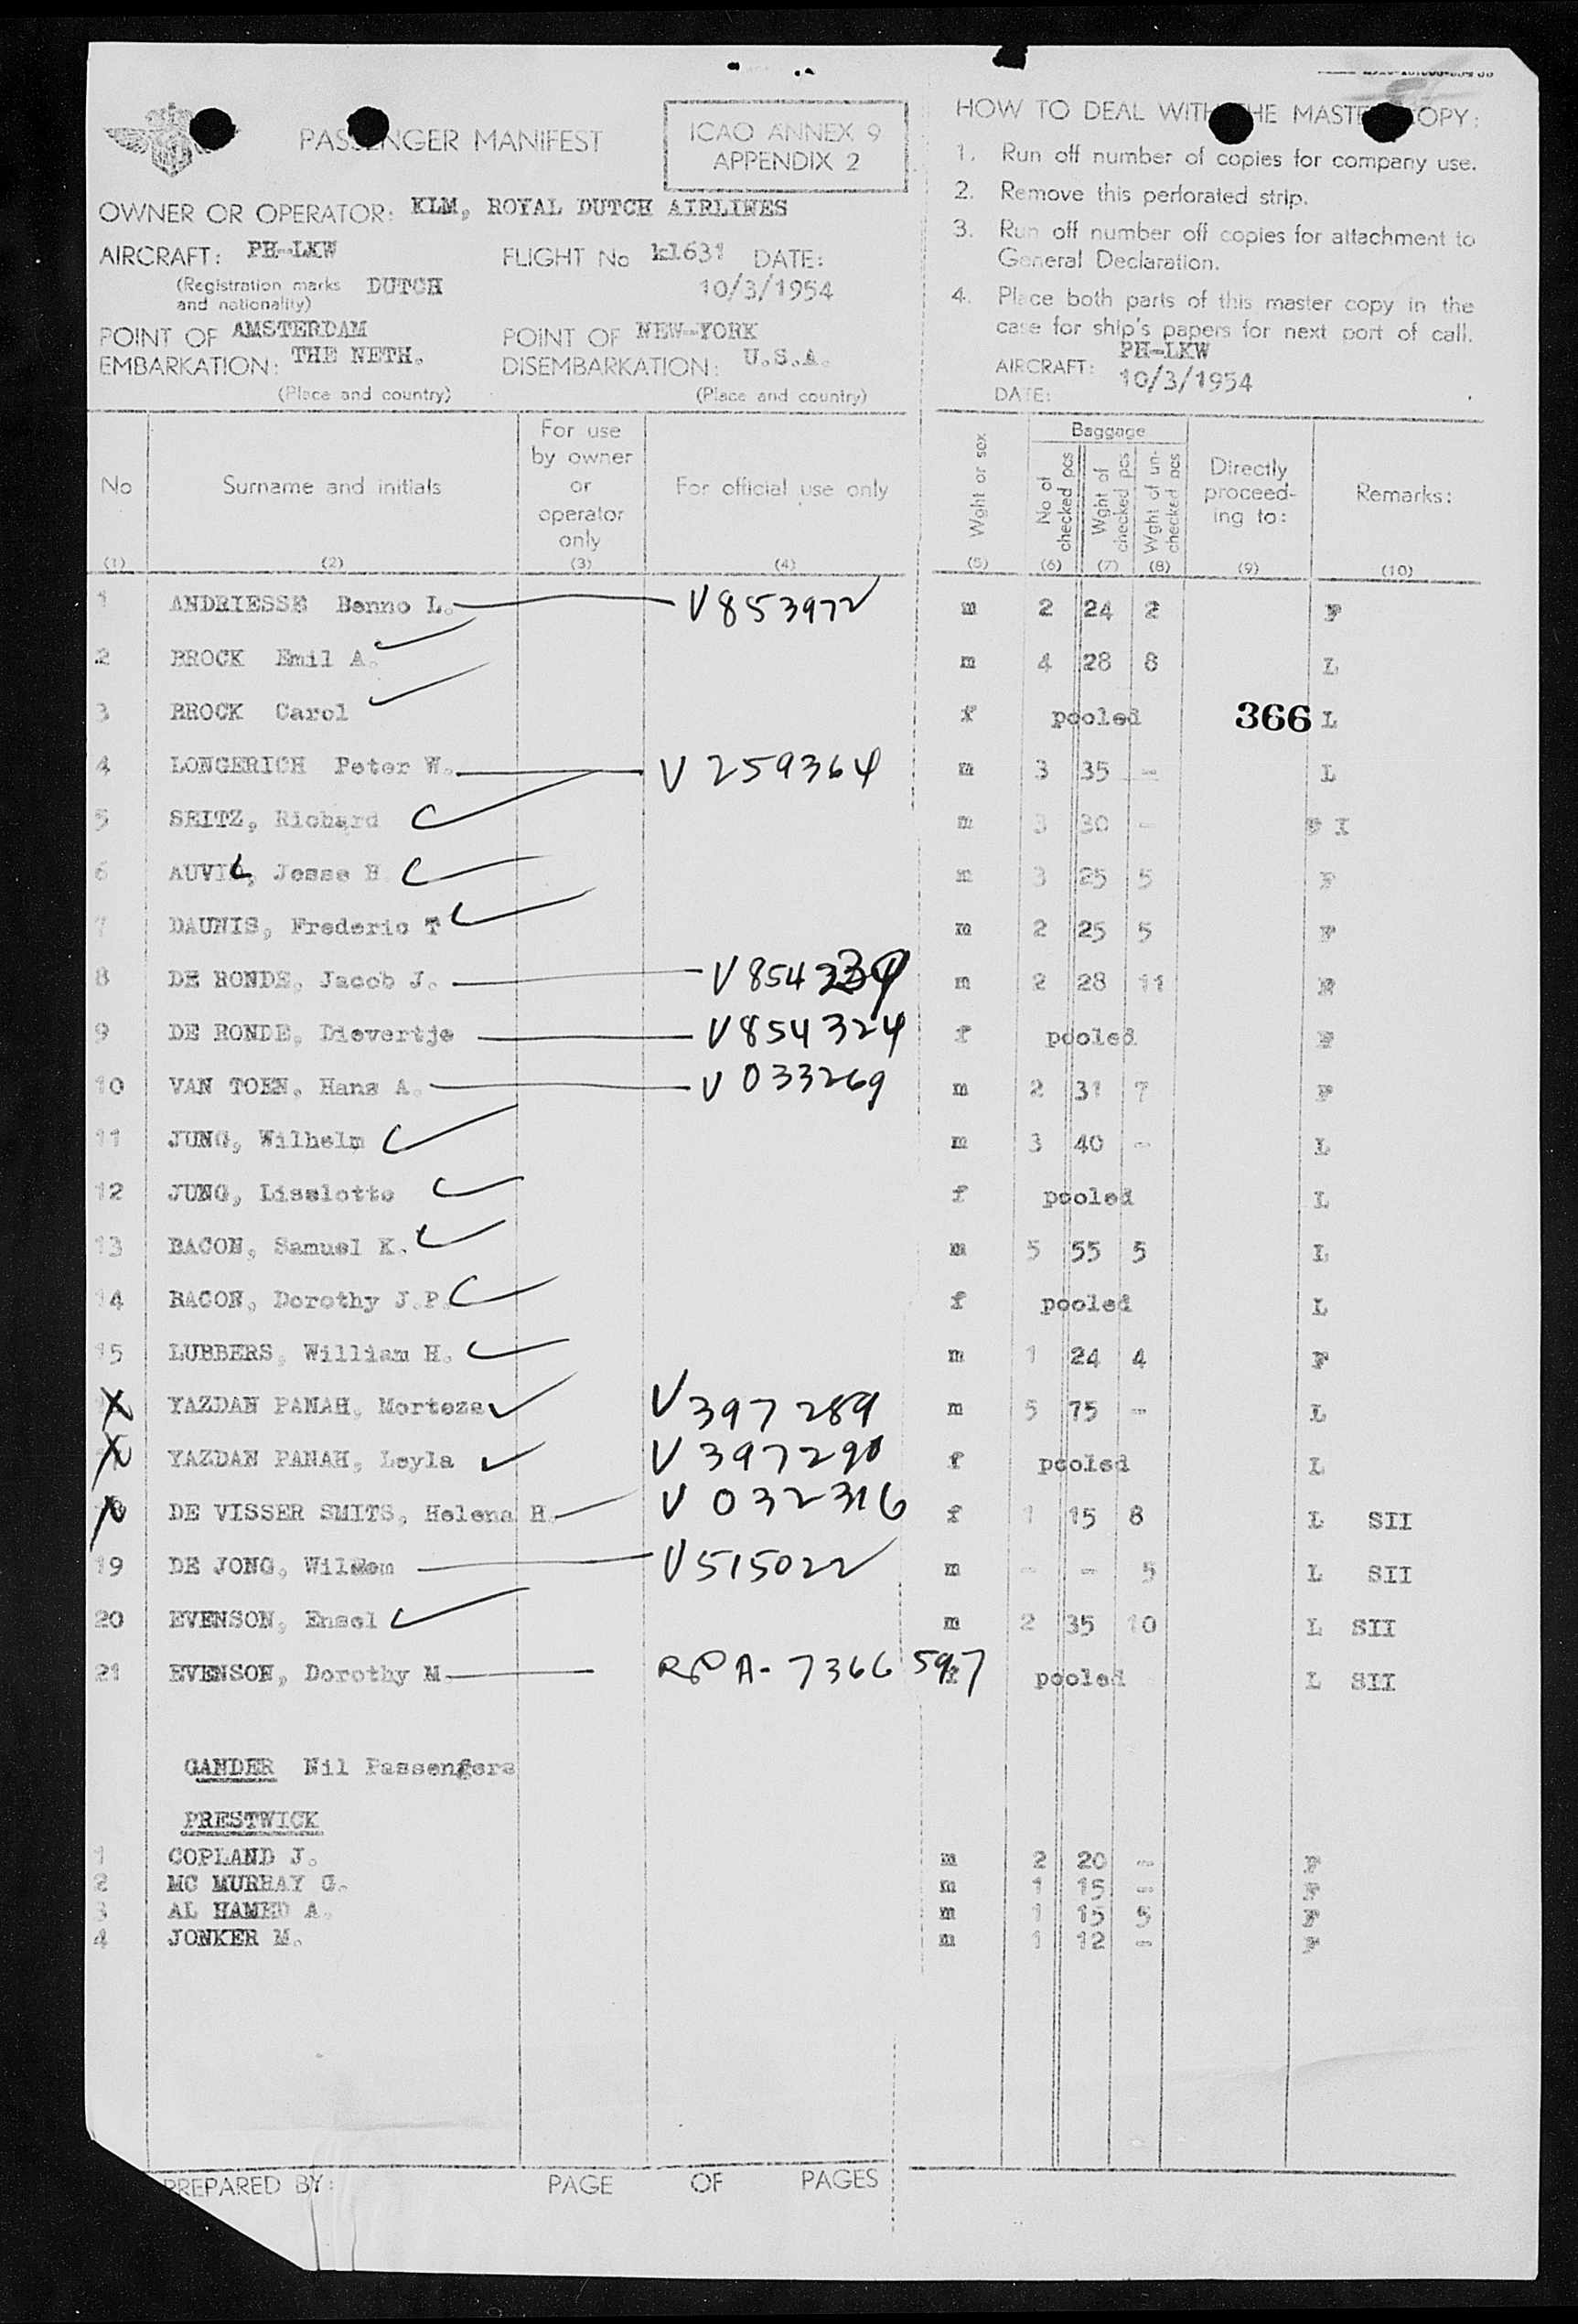 PASSENGER MANIFEST
ICAO ANNEX 9
APPENDIX 2
OWNER OR OPERATOR: KLM, ROYAL DUTCH AIRLINES
AIRCRAFT: PH-LKW
FLIGHT No kl631 DATE:
(Registration marks and nationality) DUTCH
10/3/1954
POINT OF EMBARKATION: AMSTERDAM THE NETH.
POINT OF DISEMBARKATION: NEW-YORK U.S.A.
(Place and country)
(Place and country)
HOW TO DEAL WITH THE MASTER COPY:
1. Run off number of copies for company use.
2. Remove this perforated strip.
3. Run off number off copies for attachment to
General Declaration.
4. Place both parts of this master copy in the
case for ship's papers for next port of call.
AIRCRAFT: PH-LKW
DATE: 10/3/1954
No
(1)
Surname and initials
(2)
For use
by owner
or
operator
only
(3)
For official use only
(4)
Wght or sex
(5)
Baggage
No of checked pcs
(6)
Wght of checked pcs
(7)
Wght of un-checked pcs
(8)
Directly
proceed-
ing to:
(9)
Remarks:
(10)
1 ANDRIESSE Benno L. V853972 m 2 24 2 F
2 BROCK Emil A. m 4 28 8 L
3 BROCK Carol f pooled 366 L
4 LONGERICH Peter W. V 259364 m 3 35 - L
5 SEITZ, Richard m 3 30 - F I
6 AUVIL, Jesse H m 3 25 5 F
7 DAUNIS, Frederic T m 2 25 5 F
8 DE RONDE, Jacob J. V854 m 2 28 11 F
9 DE RONDE, Dievertje V854324 f pooled F
10 VAN TOEN, Hans A. V 033269 m 2 31 7 F
11 JUNG, Wilhelm m 3 40 - L
12 JUNG, Liselotte f pooled L
13 BACON, Samuel K. m 5 55 5 L
14 BACON, Dorothy J.P. f pooled L
15 LUBBERS, William H. m 1 24 4 F
YAZDAN PANAH, Morteza V 397 289 m 5 75 - L
YAZDAN PANAH, Leyla V 397290 f pooled L
DE VISSER SMITS, Helena H. V 032316 f 1 15 8 L SII
19 DE JONG, Willem V515022 m - - 5 L SII
20 EVENSON, Ensel m 2 35 10 L SII
21 EVENSON, Dorothy M. RPA-7366597 f pooled L SII
GANDER Nil Passengers
PRESTWICK
1 COPLAND J. m 2 20 - F
2 MC MURRAY G. m 1 15 - F
3 AL HAMED A. m 1 15 5 F
4 JONKER M. m 1 12 - F
PREPARED BY:
PAGE OF PAGES